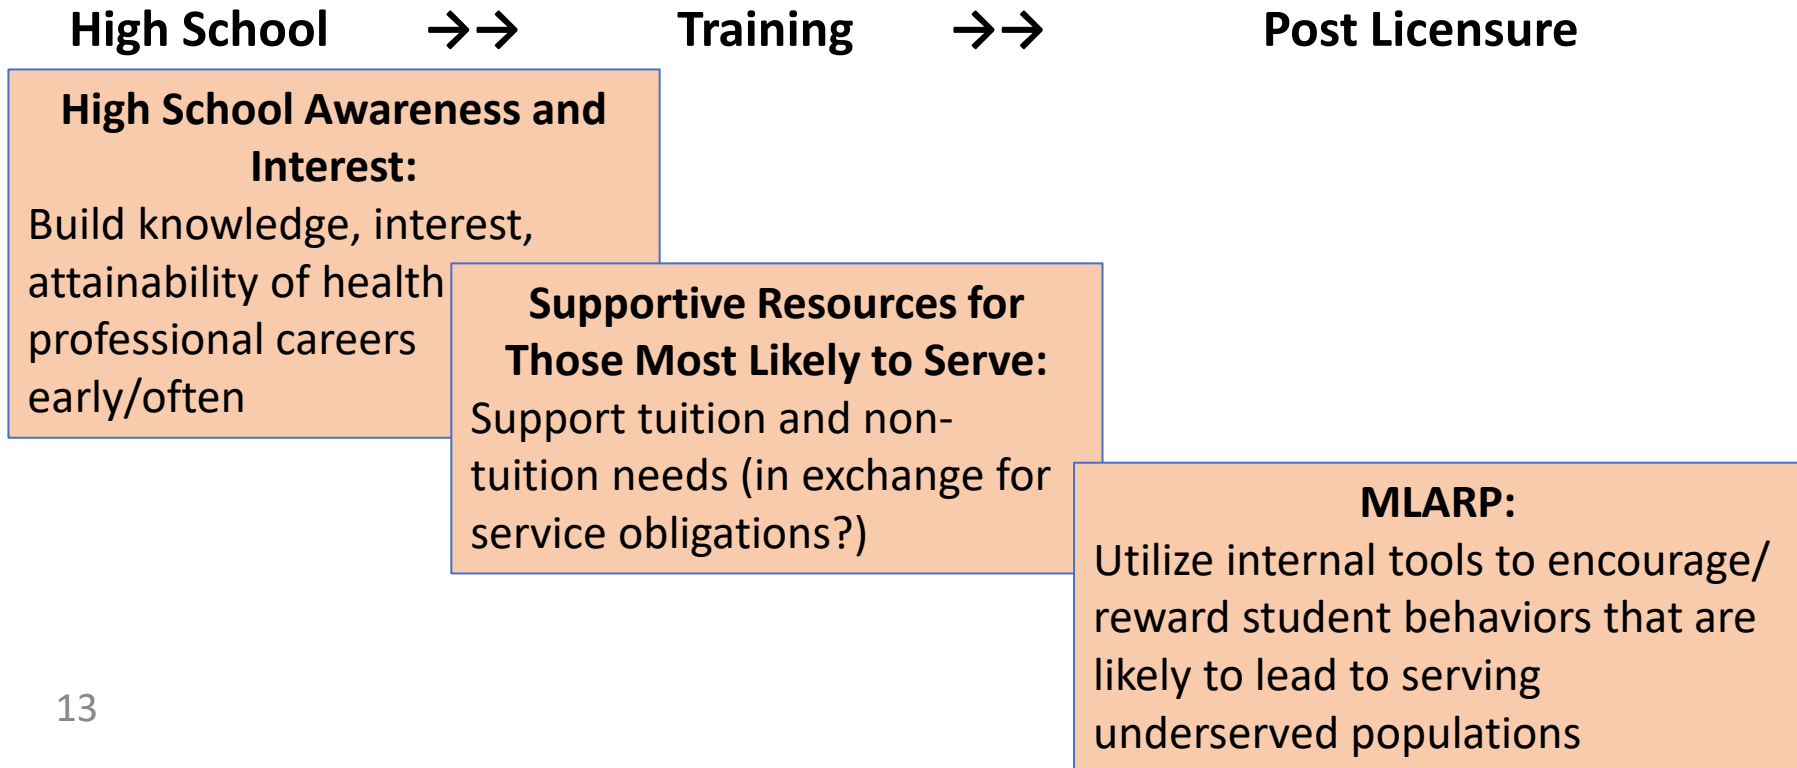 High School →→ Training →→ Post Licensure
High School Awareness and
Interest:
Build knowledge, interest,
attainability of health
professional careers
early/often
Supportive Resources for
Those Most Likely to Serve:
Support tuition and non-
tuition needs (in exchange for
service obligations?)
MLARP:
Utilize internal tools to encourage/
reward student behaviors that are
likely to lead to serving
underserved populations
13